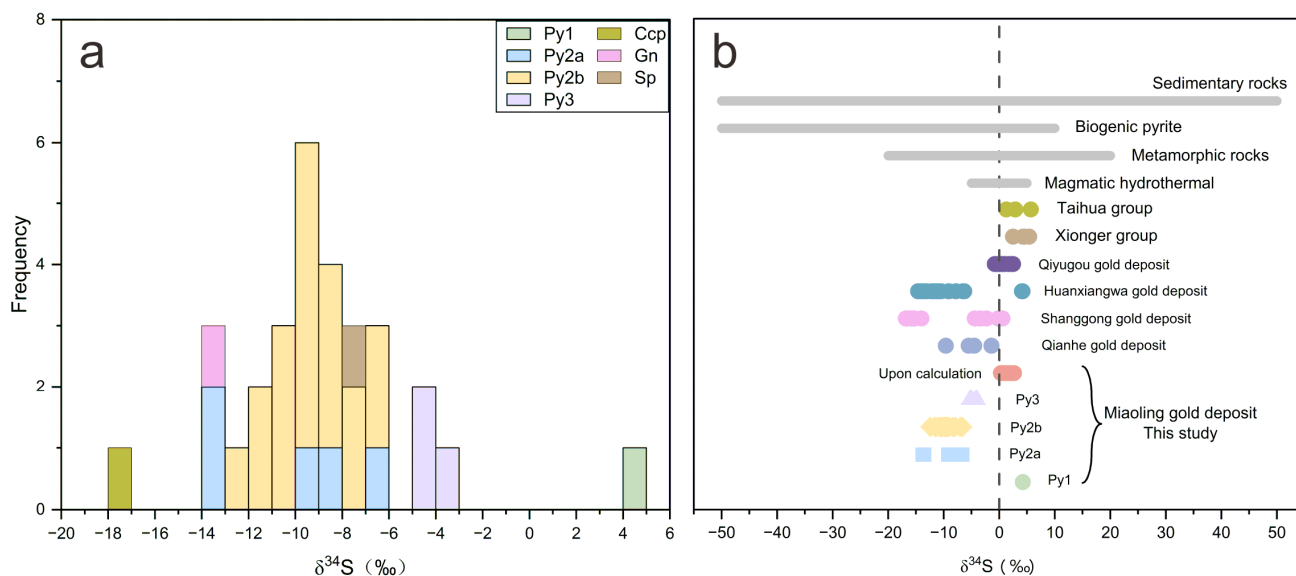 a
Py1
Ccp
Py2a
Gn
Py2b
Sp
Py3
Frequency
8
6
4
2
0
−20 −18 −16 −14 −12 −10 −8 −6 −4 −2 0 2 4 6
δ³⁴S (‰)
b
Sedimentary rocks
Biogenic pyrite
Metamorphic rocks
Magmatic hydrothermal
Taihua group
Xionger group
Qiyugou gold deposit
Huanxiangwa gold deposit
Shanggong gold deposit
Qianhe gold deposit
Upon calculation
Py3
Py2b
Py2a
Py1
Miaoling gold deposit
This study
−50 −40 −30 −20 −10 0 10 20 30 40 50
δ³⁴S (‰)